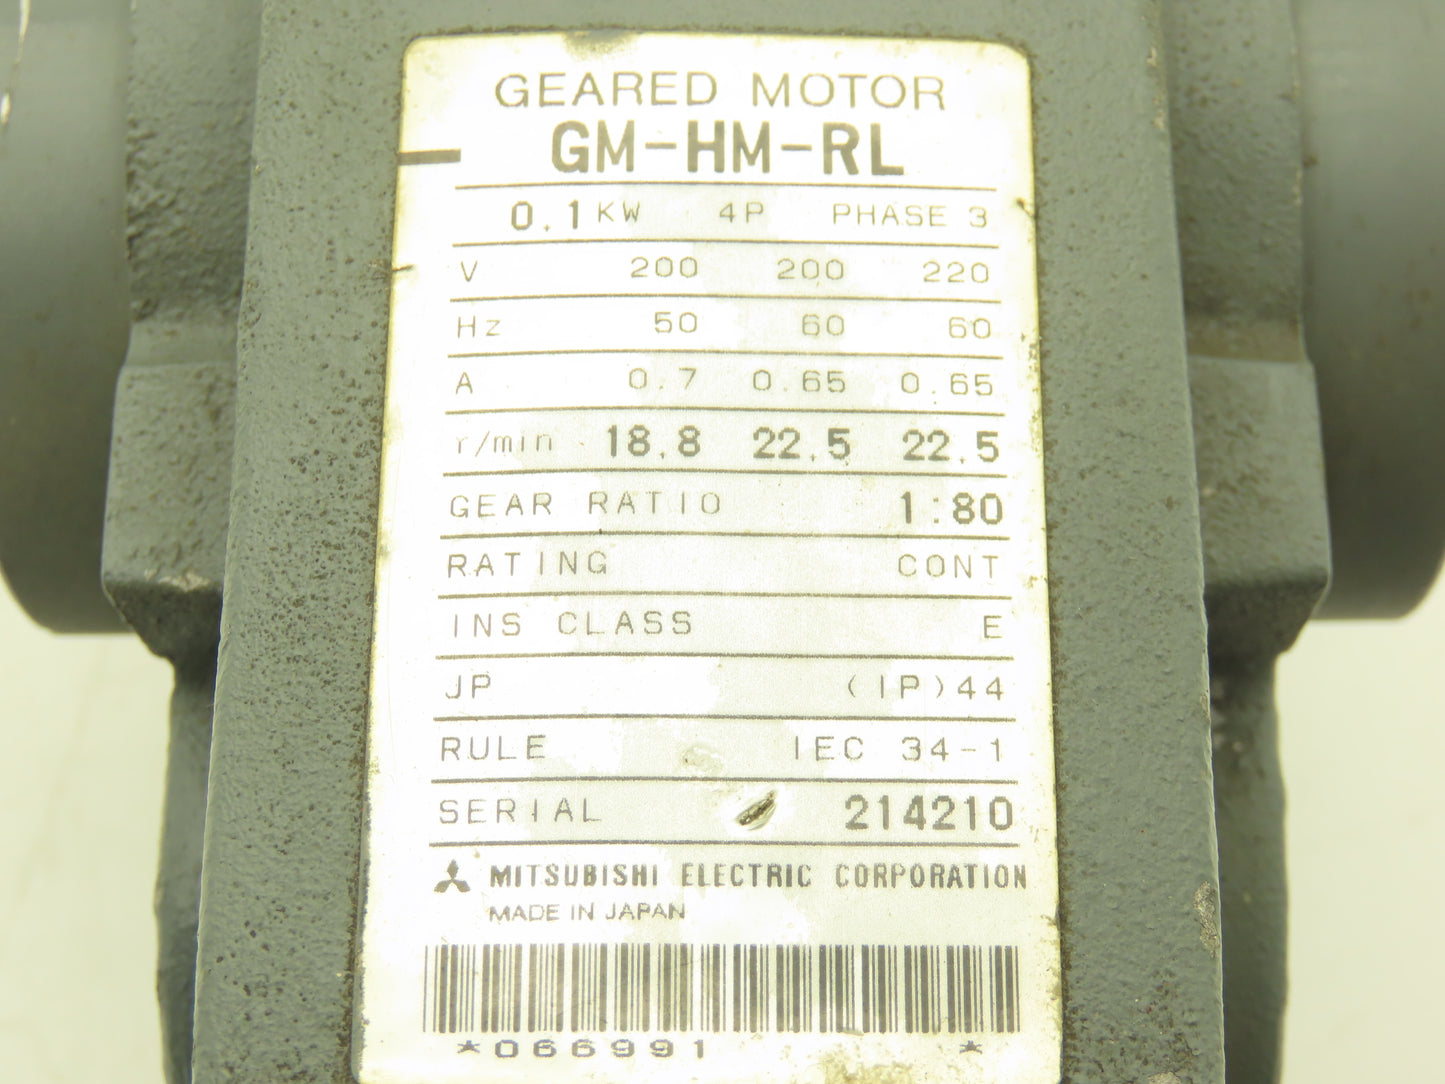 GEARED MOTOR
GM-HM-RL
0.1 KW 4P PHASE 3
V 200 200 220
Hz 50 60 60
A 0.7 0.65 0.65
r/min 18.8 22.5 22.5
GEAR RATIO 1:80
RATING CONT
INS CLASS E
JP (IP)44
RULE IEC 34-1
SERIAL 214210
MITSUBISHI ELECTRIC CORPORATION
MADE IN JAPAN
*066991 *